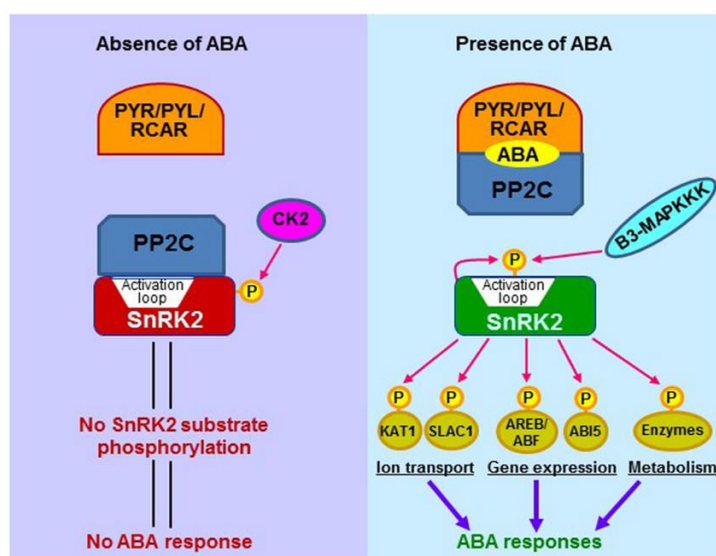 Absence of ABA
PYR/PYL/
RCAR
PP2C
CK2
Activation
loop
P
SnRK2
No SnRK2 substrate
phosphorylation
No ABA response
Presence of ABA
PYR/PYL/
RCAR
ABA
PP2C
B3-MAPKKK
P
Activation
loop
SnRK2
P
P
P
P
P
KAT1
SLAC1
AREB/
ABF
ABI5
Enzymes
Ion transport
Gene expression
Metabolism
ABA responses